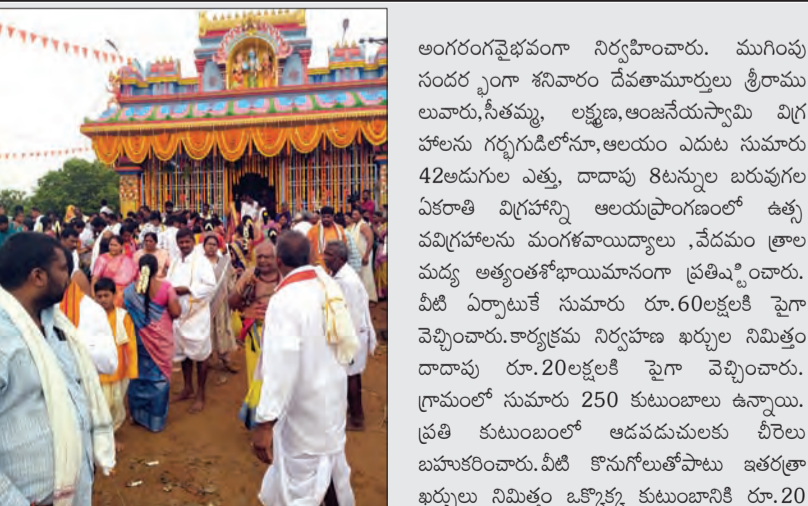 అంగరంగవైభవంగా నిర్వహించారు. ముగింపు
సందర ్భంగా శనివారం దేవతామూర్తులు శ్రీరాము
లువారు,సీతమ్మ, లక్ష్మణ,ఆంజనేయస్వామి విగ్ర
హాలను గర్భగుడిలోనూ,ఆలయం ఎదుట సుమారు
42అడుగుల ఎత్తు, దాదాపు 8టన్నుల బరువుగల
ఏకరాతి విగ్రహాన్ని ఆలయప్రాంగణంలో ఉత్స
వవిగ్రహాలను మంగళవాయిద్యాలు ,వేదమం త్రాల
మద్య అత్యంతశోభాయిమానంగా ప్రతిష్ఠించారు.
వీటి ఏర్పాటుకే సుమారు రూ.60లక్షలకి పైగా
వెచ్చించారు.కార్యక్రమ నిర్వహణ ఖర్చుల నిమిత్తం
దాదాపు రూ.20లక్షలకి పైగా వెచ్చించారు.
గ్రామంలో సుమారు 250 కుటుంబాలు ఉన్నాయి.
ప్రతి కుటుంబంలో ఆడపడుచులకు చీరెలు
బహుకరించారు.వీటి కొనుగోలుతోపాటు ఇతరత్రా
ఖర్చులు నిమిత్తం ఒక్కొక్క కుటుంబానికి రూ.20